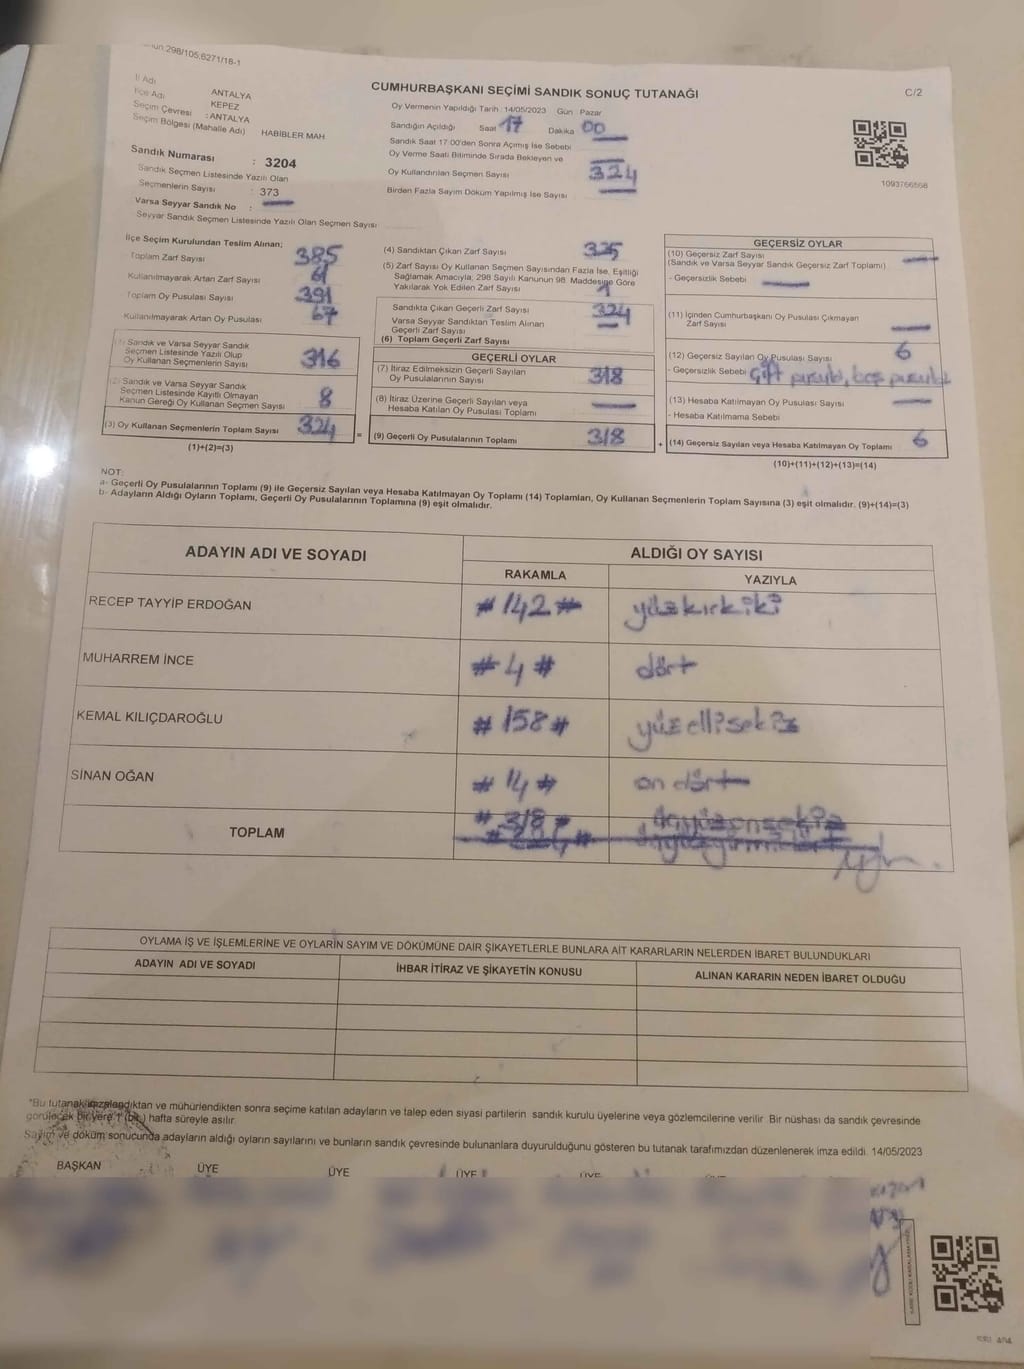 298/105;6271/18-1
C/2
CUMHURBAŞKANI SEÇİMİ SANDIK SONUÇ TUTANAĞI
İl Adı
İlçe Adı ANTALYA
Seçim Çevresi KEPEZ
: ANTALYA
Seçim Bölgesi (Mahalle Adı) HABİBLER MAH
Sandık Numarası : 3204
Sandık Seçmen Listesinde Yazılı Olan
Seçmenlerin Sayısı : 373
Varsa Seyyar Sandık No :
Seyyar Sandık Seçmen Listesinde Yazılı Olan Seçmen Sayısı
Oy Vermenin Yapıldığı Tarih : 14/05/2023 Gün Pazar
Sandığın Açıldığı Saat 17 Dakika 00
Sandık Saat 17:00'den Sonra Açılmış İse Sebebi
Oy Verme Saati Bitiminde Sırada Bekleyen ve
Oy Kullandırılan Seçmen Sayısı 324
Birden Fazla Sayım Döküm Yapılmış İse Sayısı
1093766568
İlçe Seçim Kurulundan Teslim Alınan;
Toplam Zarf Sayısı 385
Kullanılmayarak Artan Zarf Sayısı 61
Toplam Oy Pusulası Sayısı 391
Kullanılmayarak Artan Oy Pusulası 67
(1) Sandık ve Varsa Seyyar Sandık
Seçmen Listesinde Yazılı Olup
Oy Kullanan Seçmenlerin Sayısı 316
(2) Sandık ve Varsa Seyyar Sandık
Seçmen Listesinde Kayıtlı Olmayan
Kanun Gereği Oy Kullanan Seçmen Sayısı 8
(3) Oy Kullanan Seçmenlerin Toplam Sayısı 324
(1)+(2)=(3)
(4) Sandıktan Çıkan Zarf Sayısı 325
(5) Zarf Sayısı Oy Kullanan Seçmen Sayısından Fazla İse, Eşitliği
Sağlamak Amacıyla; 298 Sayılı Kanunun 98. Maddesine Göre
Yakılarak Yok Edilen Zarf Sayısı 1
Sandıkta Çıkan Geçerli Zarf Sayısı 324
Varsa Seyyar Sandıktan Teslim Alınan
Geçerli Zarf Sayısı
(6) Toplam Geçerli Zarf Sayısı
GEÇERLİ OYLAR
(7) İtiraz Edilmeksizin Geçerli Sayılan
Oy Pusulalarının Sayısı 318
(8) İtiraz Üzerine Geçerli Sayılan veya
Hesaba Katılan Oy Pusulası Toplamı
= (9) Geçerli Oy Pusulalarının Toplamı 318
GEÇERSİZ OYLAR
(10) Geçersiz Zarf Sayısı
(Sandık ve Varsa Seyyar Sandık Geçersiz Zarf Toplamı)
- Geçersizlik Sebebi
(11) İçinden Cumhurbaşkanı Oy Pusulası Çıkmayan
Zarf Sayısı
(12) Geçersiz Sayılan Oy Pusulası Sayısı 6
- Geçersizlik Sebebi Çift pusula, boş pusula
(13) Hesaba Katılmayan Oy Pusulası Sayısı
- Hesaba Katılmama Sebebi
+ (14) Geçersiz Sayılan veya Hesaba Katılmayan Oy Toplamı 6
(10)+(11)+(12)+(13)=(14)
NOT:
a- Geçerli Oy Pusulalarının Toplamı (9) ile Geçersiz Sayılan veya Hesaba Katılmayan Oy Toplamı (14) Toplamları, Oy Kullanan Seçmenlerin Toplam Sayısına (3) eşit olmalıdır. (9)+(14)=(3)
b- Adayların Aldığı Oyların Toplamı, Geçerli Oy Pusulalarının Toplamına (9) eşit olmalıdır.
ADAYIN ADI VE SOYADI ALDIĞI OY SAYISI
RAKAMLA YAZIYLA
RECEP TAYYİP ERDOĞAN # 142 # yüzkırkiki
MUHARREM İNCE # 4 # dört
KEMAL KILIÇDAROĞLU # 158 # yüzellisekiz
SİNAN OĞAN # 14 # on dört
TOPLAM # 318 # üçyüzonsekiz
OYLAMA İŞ VE İŞLEMLERİNE VE OYLARIN SAYIM VE DÖKÜMÜNE DAİR ŞİKAYETLERLE BUNLARA AİT KARARLARIN NELERDEN İBARET BULUNDUKLARI
ADAYIN ADI VE SOYADI İHBAR İTİRAZ VE ŞİKAYETİN KONUSU ALINAN KARARIN NEDEN İBARET OLDUĞU
*Bu tutanak imzalandıktan ve mühürlendikten sonra seçime katılan adayların ve talep eden siyasi partilerin sandık kurulu üyelerine veya gözlemcilerine verilir. Bir nüshası da sandık çevresinde
görülecek bir yere 1 (bir) hafta süreyle asılır.
Sayım ve döküm sonucunda adayların aldığı oyların sayılarını ve bunların sandık çevresinde bulunanlara duyurulduğunu gösteren bu tutanak tarafımızdan düzenlenerek imza edildi. 14/05/2023
BAŞKAN ÜYE ÜYE ÜYE ÜYE